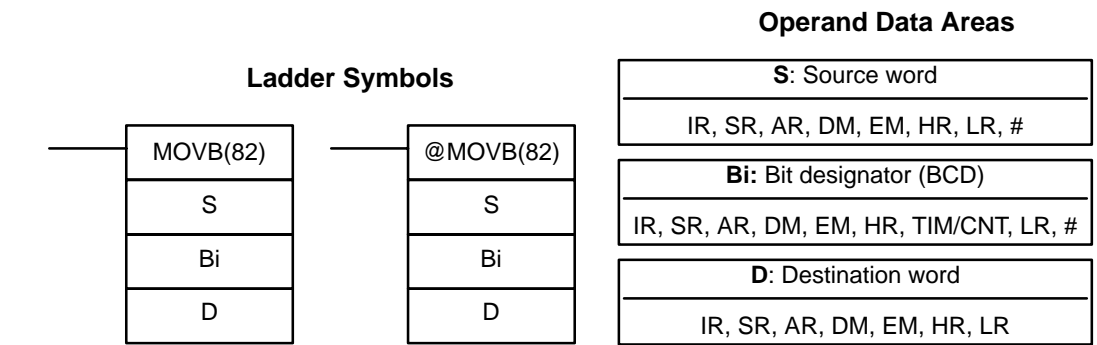 Operand Data Areas
Ladder Symbols
MOVB(82)
S
Bi
D
@MOVB(82)
S
Bi
D
S: Source word
IR, SR, AR, DM, EM, HR, LR, #
Bi: Bit designator (BCD)
IR, SR, AR, DM, EM, HR, TIM/CNT, LR, #
D: Destination word
IR, SR, AR, DM, EM, HR, LR